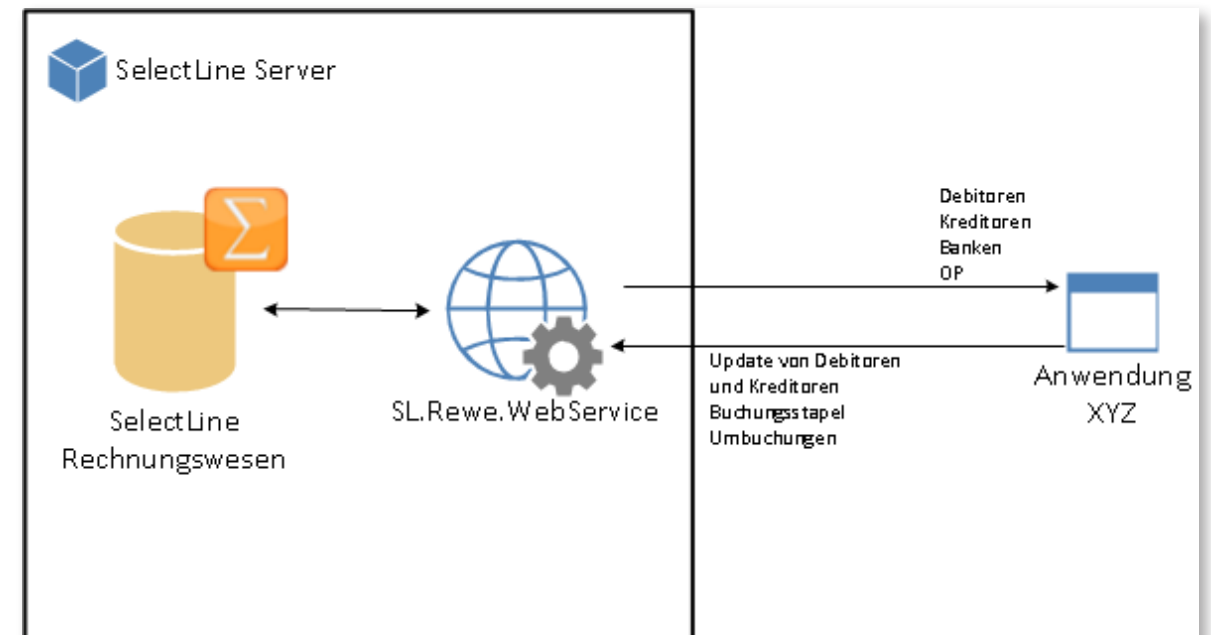 SelectLine Server
Σ
Debitoren
Kreditoren
Banken
OP
Update von Debitoren
und Kreditoren
Buchungsstapel
Umbuchungen
SelectLine
Rechnungswesen
SL.Rewe.WebService
Anwendung
XYZ